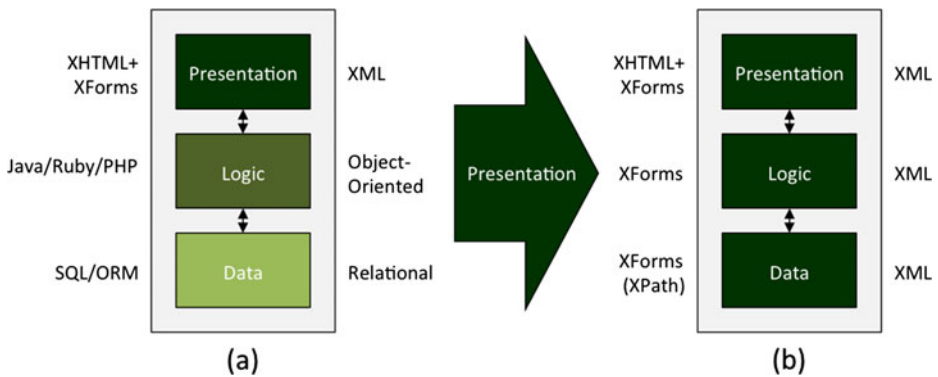 XHTML+
XForms
Presentation
XML
Java/Ruby/PHP
Logic
Object-
Oriented
SQL/ORM
Data
Relational
(a)
Presentation
XHTML+
XForms
Presentation
XML
XForms
Logic
XML
XForms
(XPath)
Data
XML
(b)